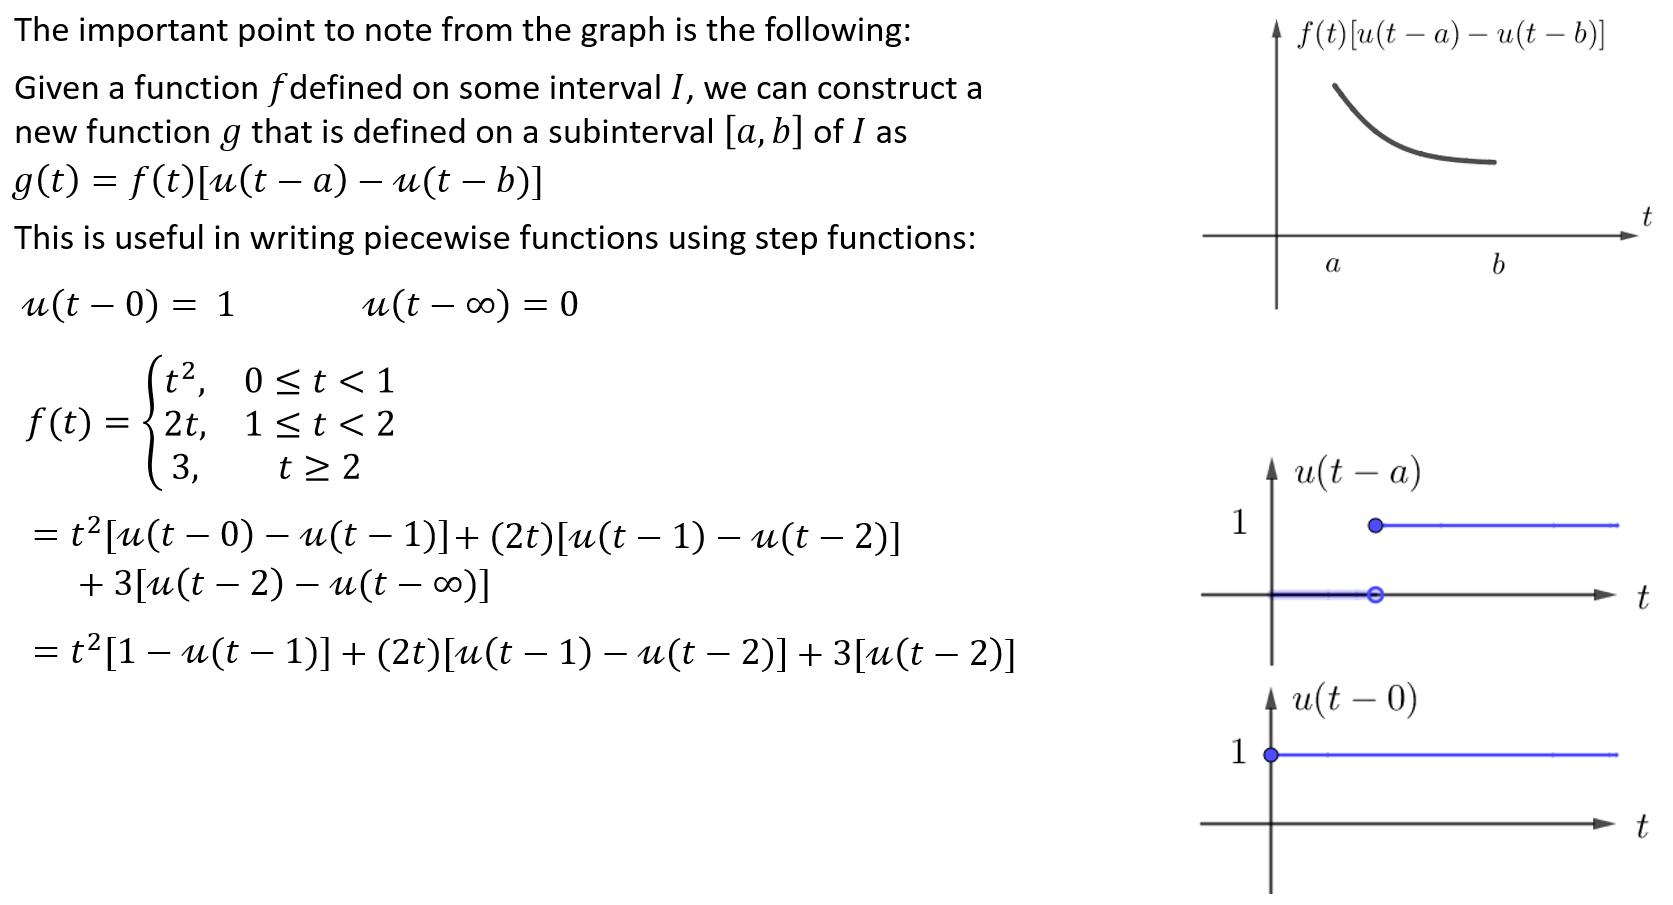 The important point to note from the graph is the following:
Given a function f defined on some interval I, we can construct a
new function g that is defined on a subinterval [a, b] of I as
g(t) = f(t)[u(t − a) − u(t − b)]
This is useful in writing piecewise functions using step functions:
u(t − 0) = 1
u(t − ∞) = 0
f(t) = {
t², 0 ≤ t < 1
2t, 1 ≤ t < 2
3, t ≥ 2
= t²[u(t − 0) − u(t − 1)] + (2t)[u(t − 1) − u(t − 2)]
+ 3[u(t − 2) − u(t − ∞)]
= t²[1 − u(t − 1)] + (2t)[u(t − 1) − u(t − 2)] + 3[u(t − 2)]
f(t)[u(t − a) − u(t − b)]
t
a b
u(t − a)
1
t
u(t − 0)
1
t